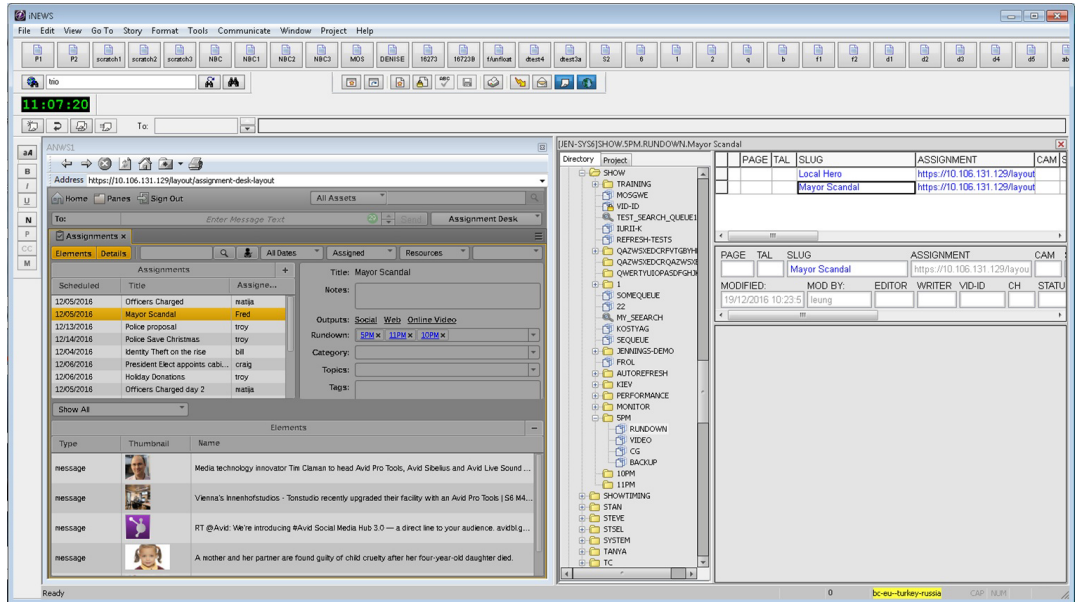 iNEWS
File Edit View Go To Story Format Tools Communicate Window Project Help
P1 P2 scratch1 scratch2 scratch3 NBC NBC1 NBC2 NBC3 MOS DENISE 16273 167238 fAmfloat dtest4 dtest3a S2 6 1 2 q b f1 f2 d1 d2 d3 d4 d5 ab
trio
11:07:20
To:
ANWS1
Address https://10.106.131.129/layout/assignment-desk-layout
Home Panes Sign Out All Assets
To: Enter Message Text Send Assignment Desk
Assignments x
Elements Details All Dates Assigned Resources
Assignments +
Scheduled Title Assigne...
12/05/2016 Officers Charged matija
12/05/2016 Mayor Scandal Fred
12/13/2016 Police proposal troy
12/14/2016 Police Save Christmas troy
12/04/2016 Identity Theft on the rise bill
12/06/2016 President Elect appoints cabi... craig
12/06/2016 Holiday Donations troy
12/05/2016 Officers Charged day 2 matija
Title: Mayor Scandal
Notes:
Outputs: Social Web Online Video
Rundown: 5PM x 11PM x 10PM x
Category:
Topics:
Tags:
Show All
Elements
Type Thumbnail Name
message Media technology innovator Tim Claman to head Avid Pro Tools, Avid Sibelius and Avid Live Sound ...
message Vienna's Innenhofstudios - Tonstudio recently upgraded their facility with an Avid Pro Tools | S6 M4...
message RT @Avid: We're introducing #Avid Social Media Hub 3.0 — a direct line to your audience. avidbl.g...
message A mother and her partner are found guilty of child cruelty after her four-year-old daughter died.
[JEN-SYS6]SHOW.5PM.RUNDOWN.Mayor Scandal
Directory Project
SHOW
TRAINING
MOSGWE
VID-ID
TEST_SEARCH_QUEUE1
IURII-K
REFRESH-TESTS
QAZWSXEDCRFVTGBYH
QAZWSXEDCRQAZWSXE
QWERTYUIOPASDFGHJK
1
SOMEQUEUE
22
MY_SEEARCH
KOSTYAG
SEQUEUE
JENNINGS-DEMO
FROL
AUTOREFRESH
KIEV
PERFORMANCE
MONITOR
5PM
RUNDOWN
VIDEO
CG
BACKUP
10PM
11PM
SHOWTIMING
STAN
STEVE
STSEL
SYSTEM
TANYA
TC
PAGE TAL SLUG ASSIGNMENT CAM S
Local Hero https://10.106.131.129/layout
Mayor Scandal https://10.106.131.129/layout
PAGE TAL SLUG ASSIGNMENT CAM
Mayor Scandal https://10.106.131.129/layou
MODIFIED: MOD BY: EDITOR WRITER VID-ID CH STATU
19/12/2016 10:23:5 leung
aA
B
I
U
N
P
CC
M
Ready 0 bc-eu--turkey-russia CAP NUM